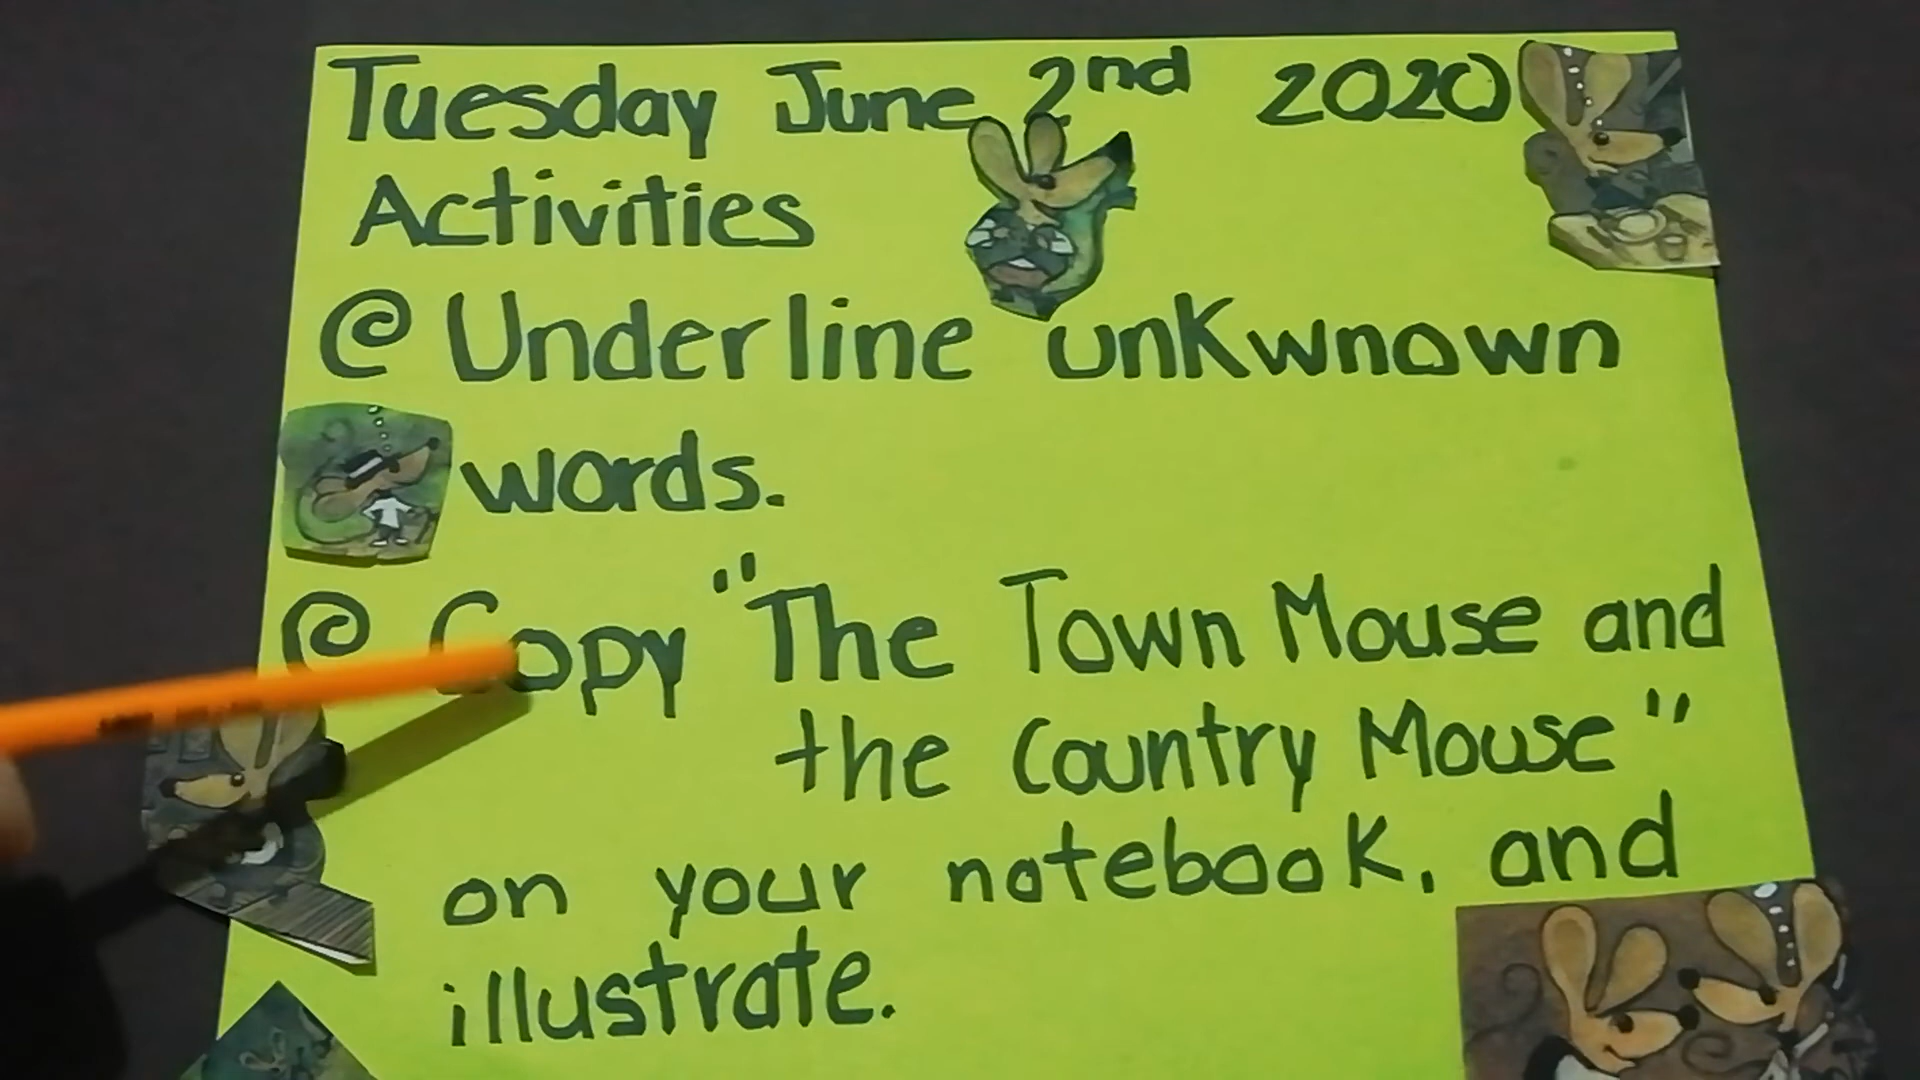 Tuesday June 2nd 2020
Activities
@ Underline unkwnown
words.
@ Copy "The Town Mouse and
the Country Mouse"
on your notebook, and
illustrate.